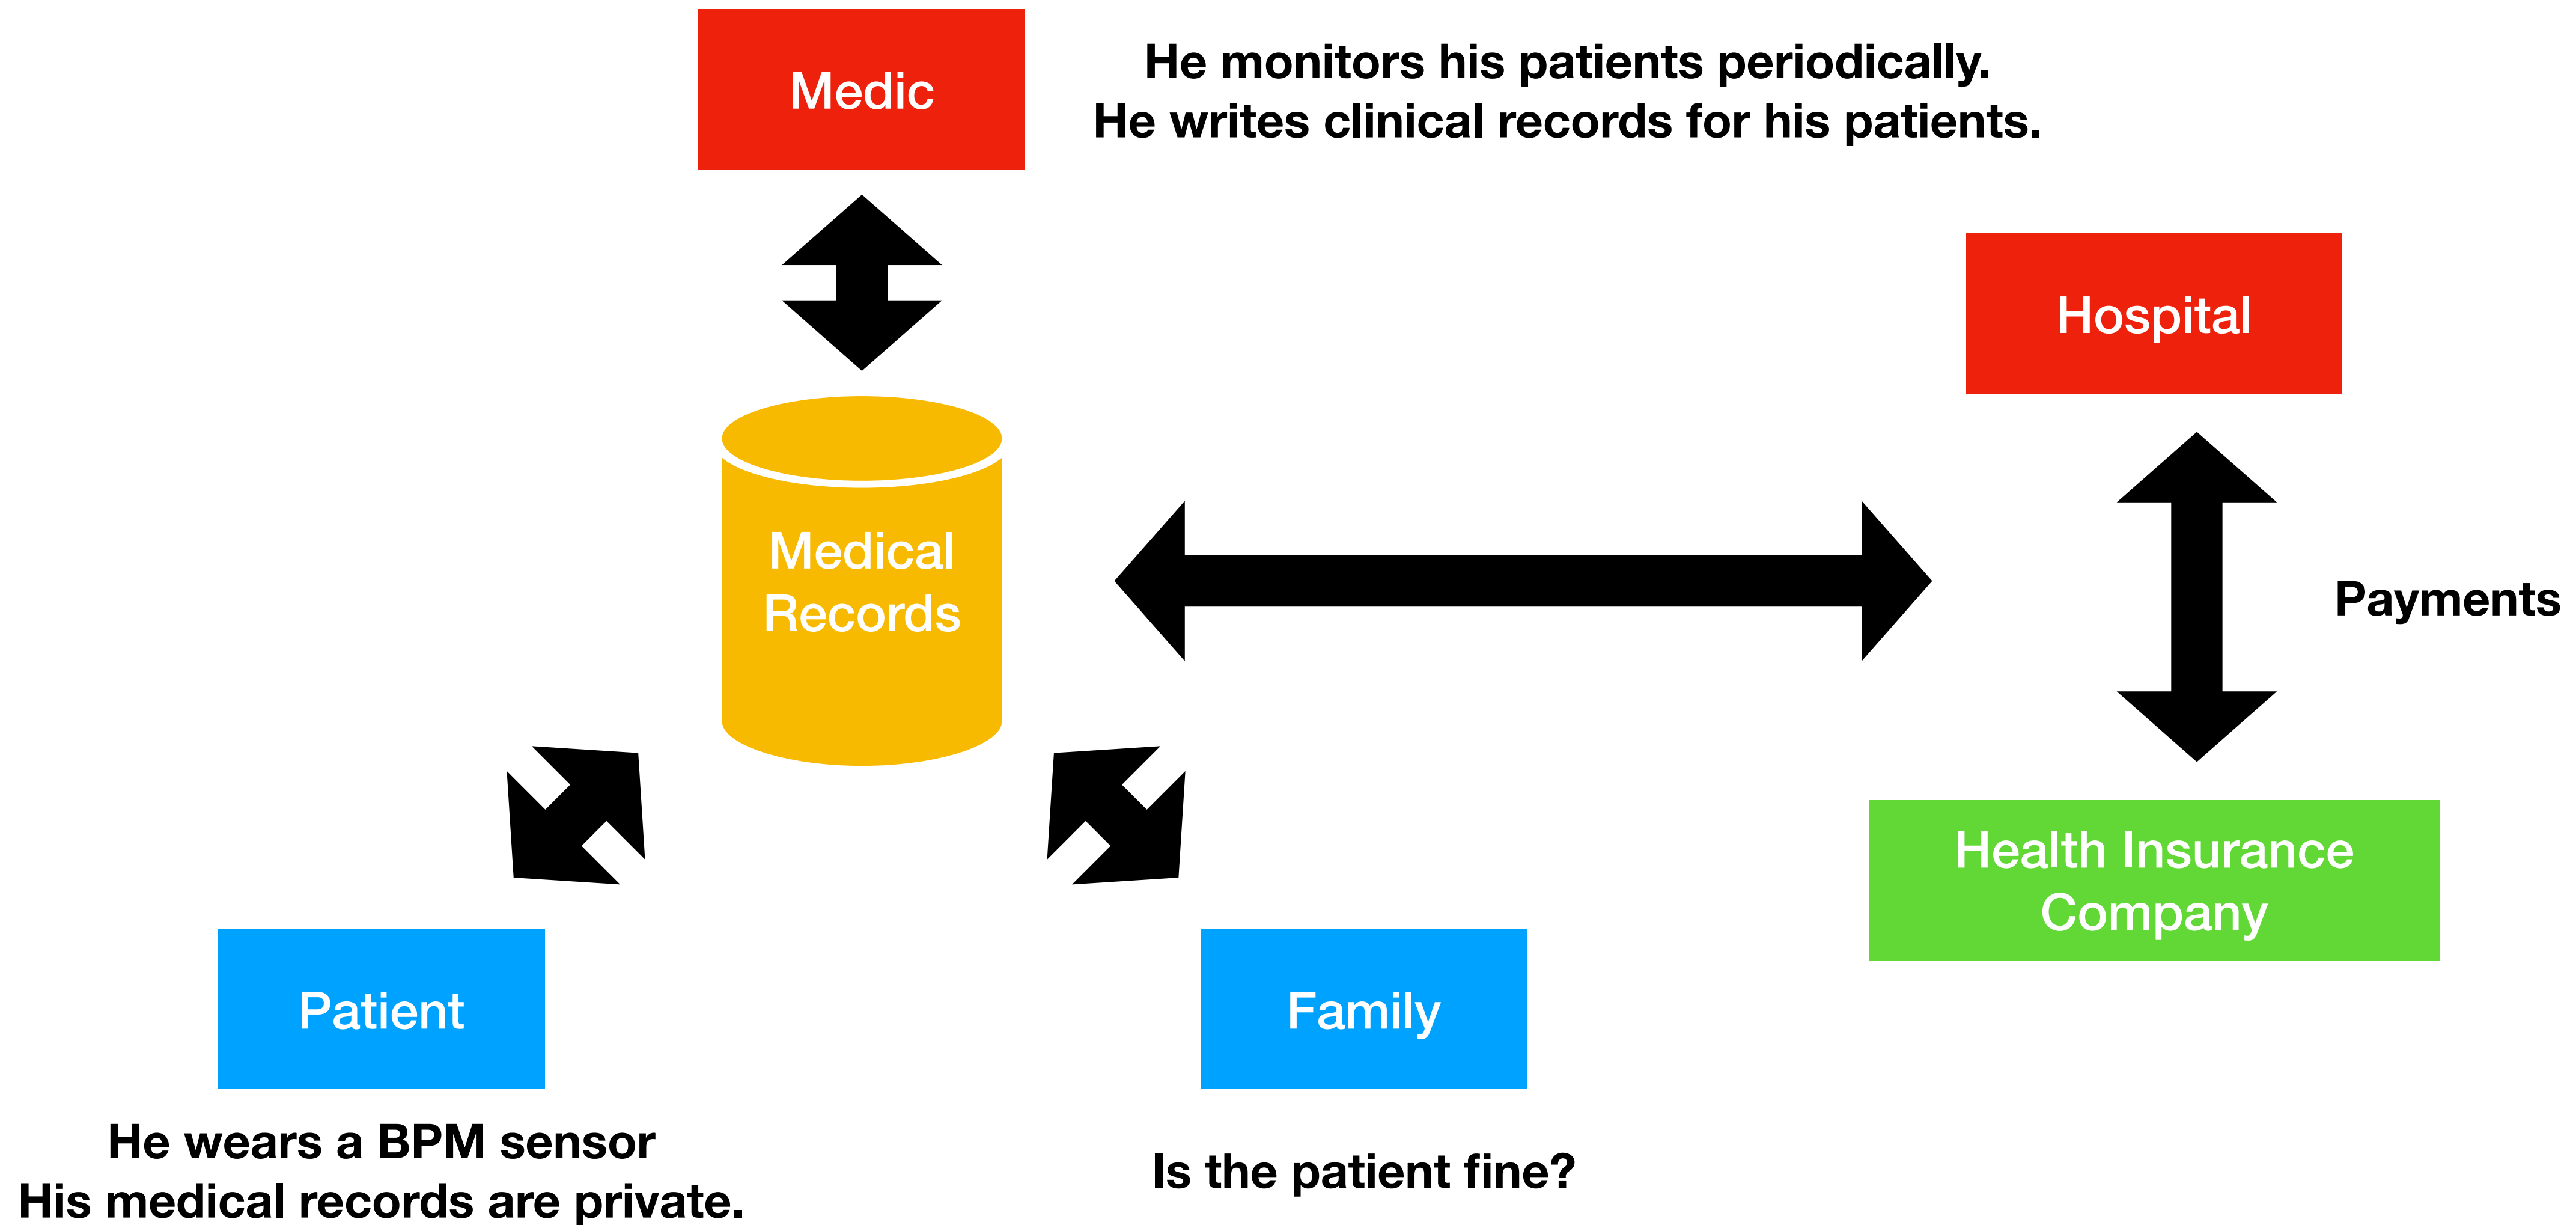 Medic
He monitors his patients periodically.
He writes clinical records for his patients.
Hospital
Medical
Records
Payments
Health Insurance
Company
Patient
Family
He wears a BPM sensor
His medical records are private.
Is the patient fine?